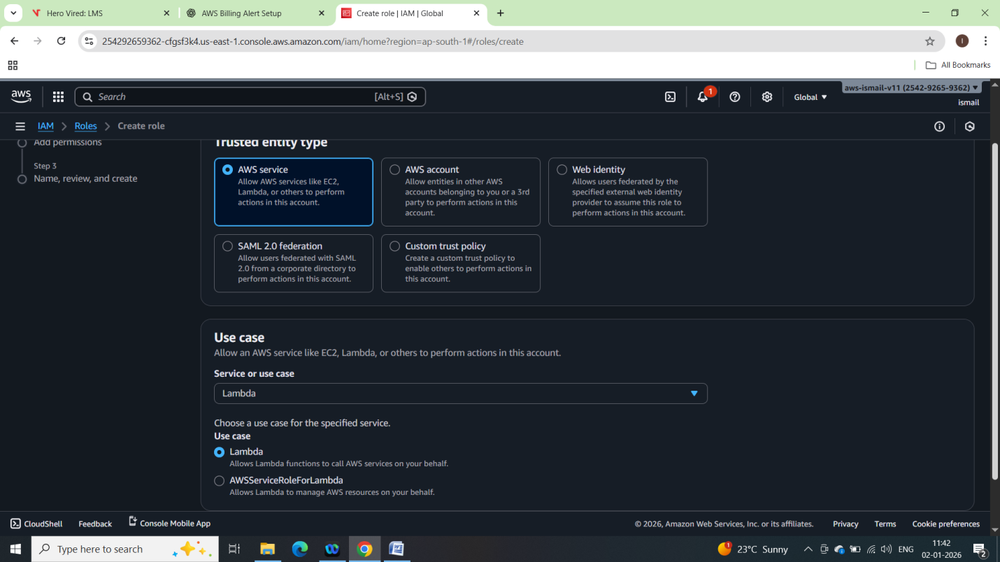 Hero Vired: LMS
AWS Billing Alert Setup
Create role | IAM | Global
254292659362-cfgsf3k4.us-east-1.console.aws.amazon.com/iam/home?region=ap-south-1#/roles/create
I
All Bookmarks
aws
Search
[Alt+S]
1
Global
aws-ismail-v11 (2542-9265-9362)
ismail
IAM
Roles
Create role
Add permissions
Step 3
Name, review, and create
Trusted entity type
AWS service
Allow AWS services like EC2,
Lambda, or others to perform
actions in this account.
AWS account
Allow entities in other AWS
accounts belonging to you or a 3rd
party to perform actions in this
account.
Web identity
Allows users federated by the
specified external web identity
provider to assume this role to
perform actions in this account.
SAML 2.0 federation
Allow users federated with SAML
2.0 from a corporate directory to
perform actions in this account.
Custom trust policy
Create a custom trust policy to
enable others to perform actions in
this account.
Use case
Allow an AWS service like EC2, Lambda, or others to perform actions in this account.
Service or use case
Lambda
Choose a use case for the specified service.
Use case
Lambda
Allows Lambda functions to call AWS services on your behalf.
AWSServiceRoleForLambda
Allows Lambda to manage AWS resources on your behalf.
CloudShell
Feedback
Console Mobile App
© 2026, Amazon Web Services, Inc. or its affiliates.
Privacy
Terms
Cookie preferences
Type here to search
1
23°C Sunny
ENG
11:42
02-01-2026
2